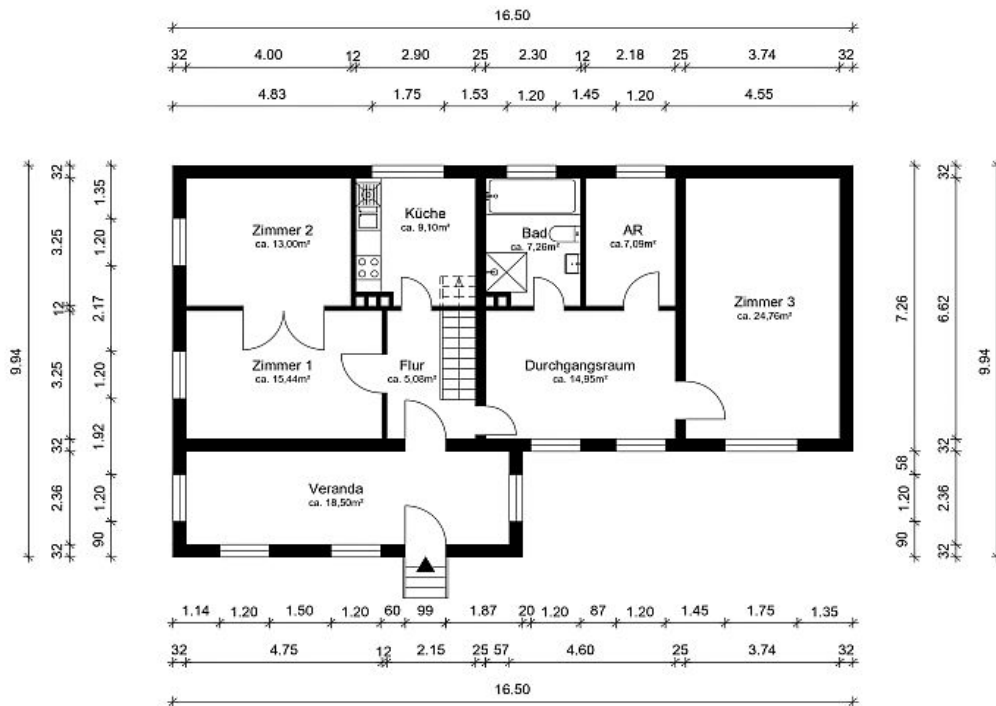 16.50
32 4.00 12 2.90 25 2.30 12 2.18 25 3.74 32
4.83 1.75 1.53 1.20 1.45 1.20 4.55
9.94
32 3.25 12 3.25 32 2.36 32
1.35 1.20 2.17 1.20 1.92 1.20 90
Zimmer 2
ca. 13,00m²
Küche
ca. 9,10m²
Bad
ca. 7,26m²
AR
ca.7,09m²
Zimmer 3
ca. 24,76m²
Zimmer 1
ca. 15,44m²
Flur
ca. 5,08m²
Durchgangsraum
ca. 14,95m²
Veranda
ca. 18,50m²
7.26 58 1.20 90
32 6.62 32 2.36 32
9.94
1.14 1.20 1.50 1.20 60 99 1.87 20 1.20 87 1.20 1.45 1.75 1.35
32 4.75 12 2.15 25 57 4.60 25 3.74 32
16.50